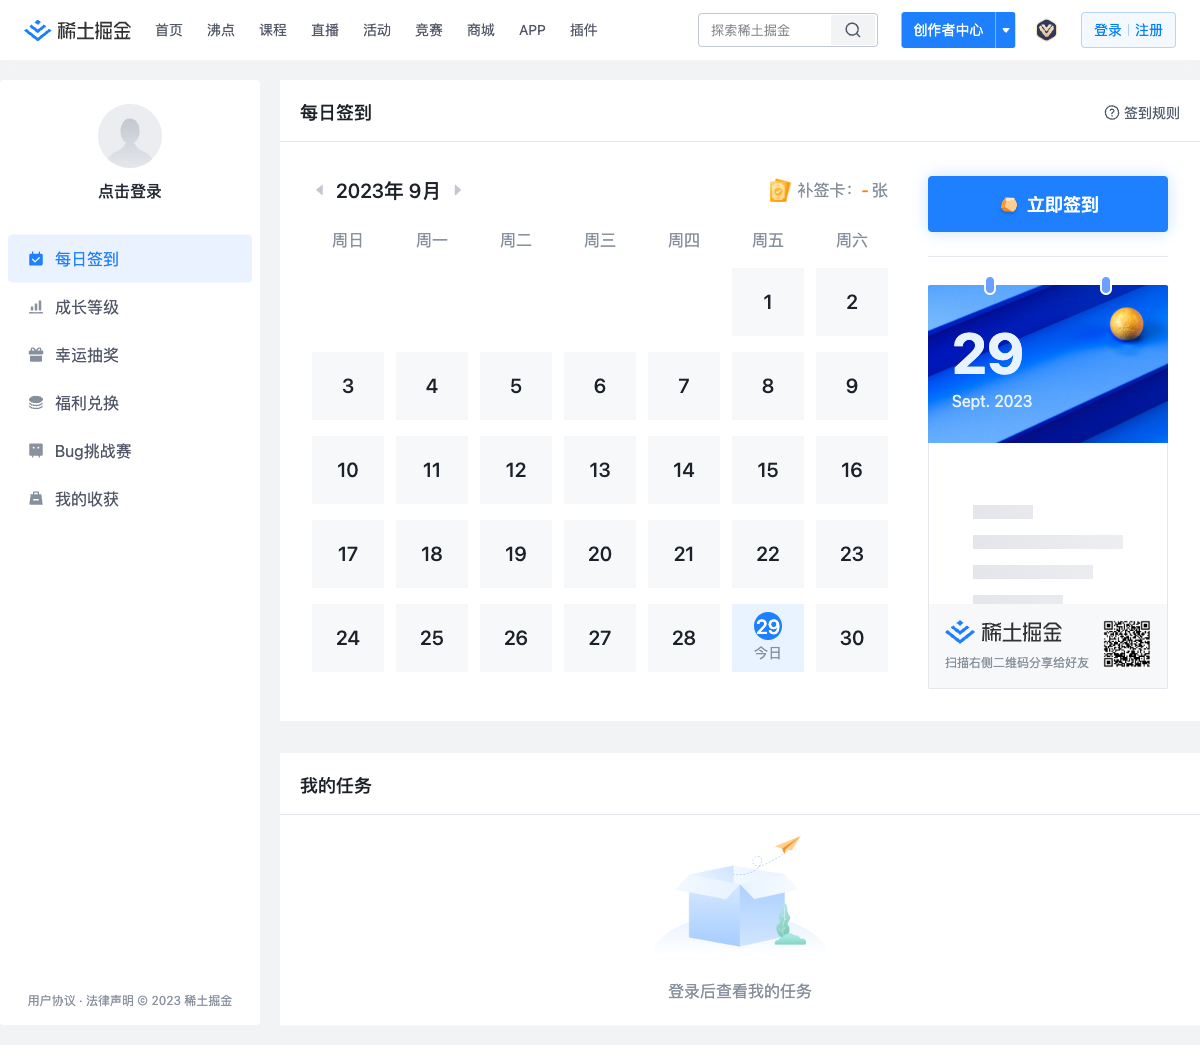 稀土掘金 首页 沸点 课程 直播 活动 竞赛 商城 APP 插件 探索稀土掘金 创作者中心 登录 注册
点击登录
每日签到
成长等级
幸运抽奖
福利兑换
Bug挑战赛
我的收获
用户协议 · 法律声明 © 2023 稀土掘金
每日签到 签到规则
2023年 9月 补签卡：-张
周日 周一 周二 周三 周四 周五 周六
1 2
3 4 5 6 7 8 9
10 11 12 13 14 15 16
17 18 19 20 21 22 23
24 25 26 27 28 29 30
今日
立即签到
29
Sept. 2023
稀土掘金
扫描右侧二维码分享给好友
我的任务
登录后查看我的任务